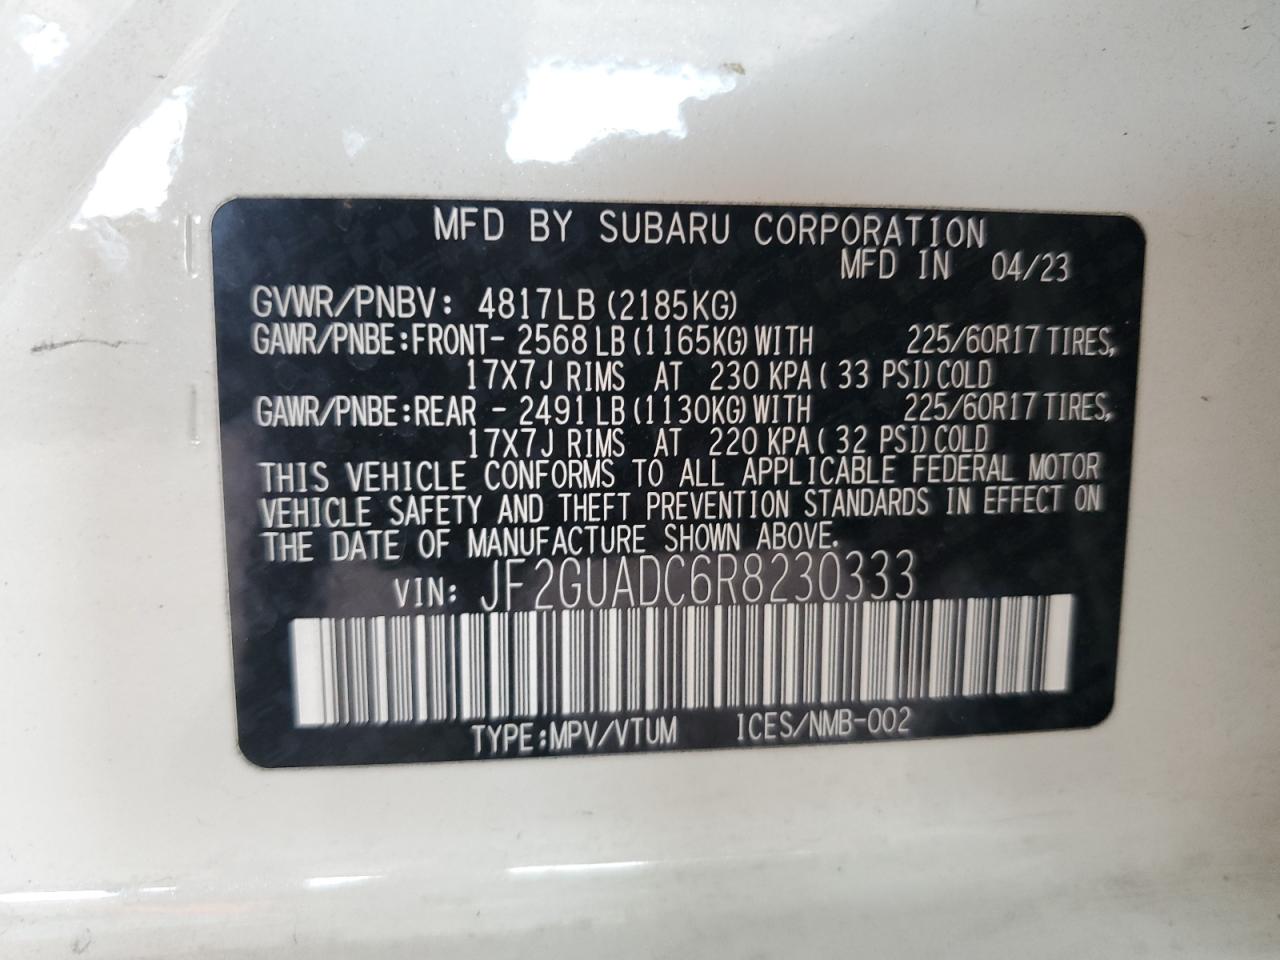 MFD BY SUBARU CORPORATION
MFD IN 04/23
GVWR/PNBV: 4817LB (2185KG)
GAWR/PNBE:FRONT- 2568 LB (1165KG) WITH 225/60R17 TIRES,
17X7J RIMS AT 230 KPA ( 33 PSI) COLD
GAWR/PNBE:REAR - 2491 LB (1130KG) WITH 225/60R17 TIRES,
17X7J RIMS AT 220 KPA ( 32 PSI) COLD
THIS VEHICLE CONFORMS TO ALL APPLICABLE FEDERAL MOTOR
VEHICLE SAFETY AND THEFT PREVENTION STANDARDS IN EFFECT ON
THE DATE OF MANUFACTURE SHOWN ABOVE.
VIN: JF2GUADC6R8230333
TYPE:MPV/VTUM ICES/NMB-002